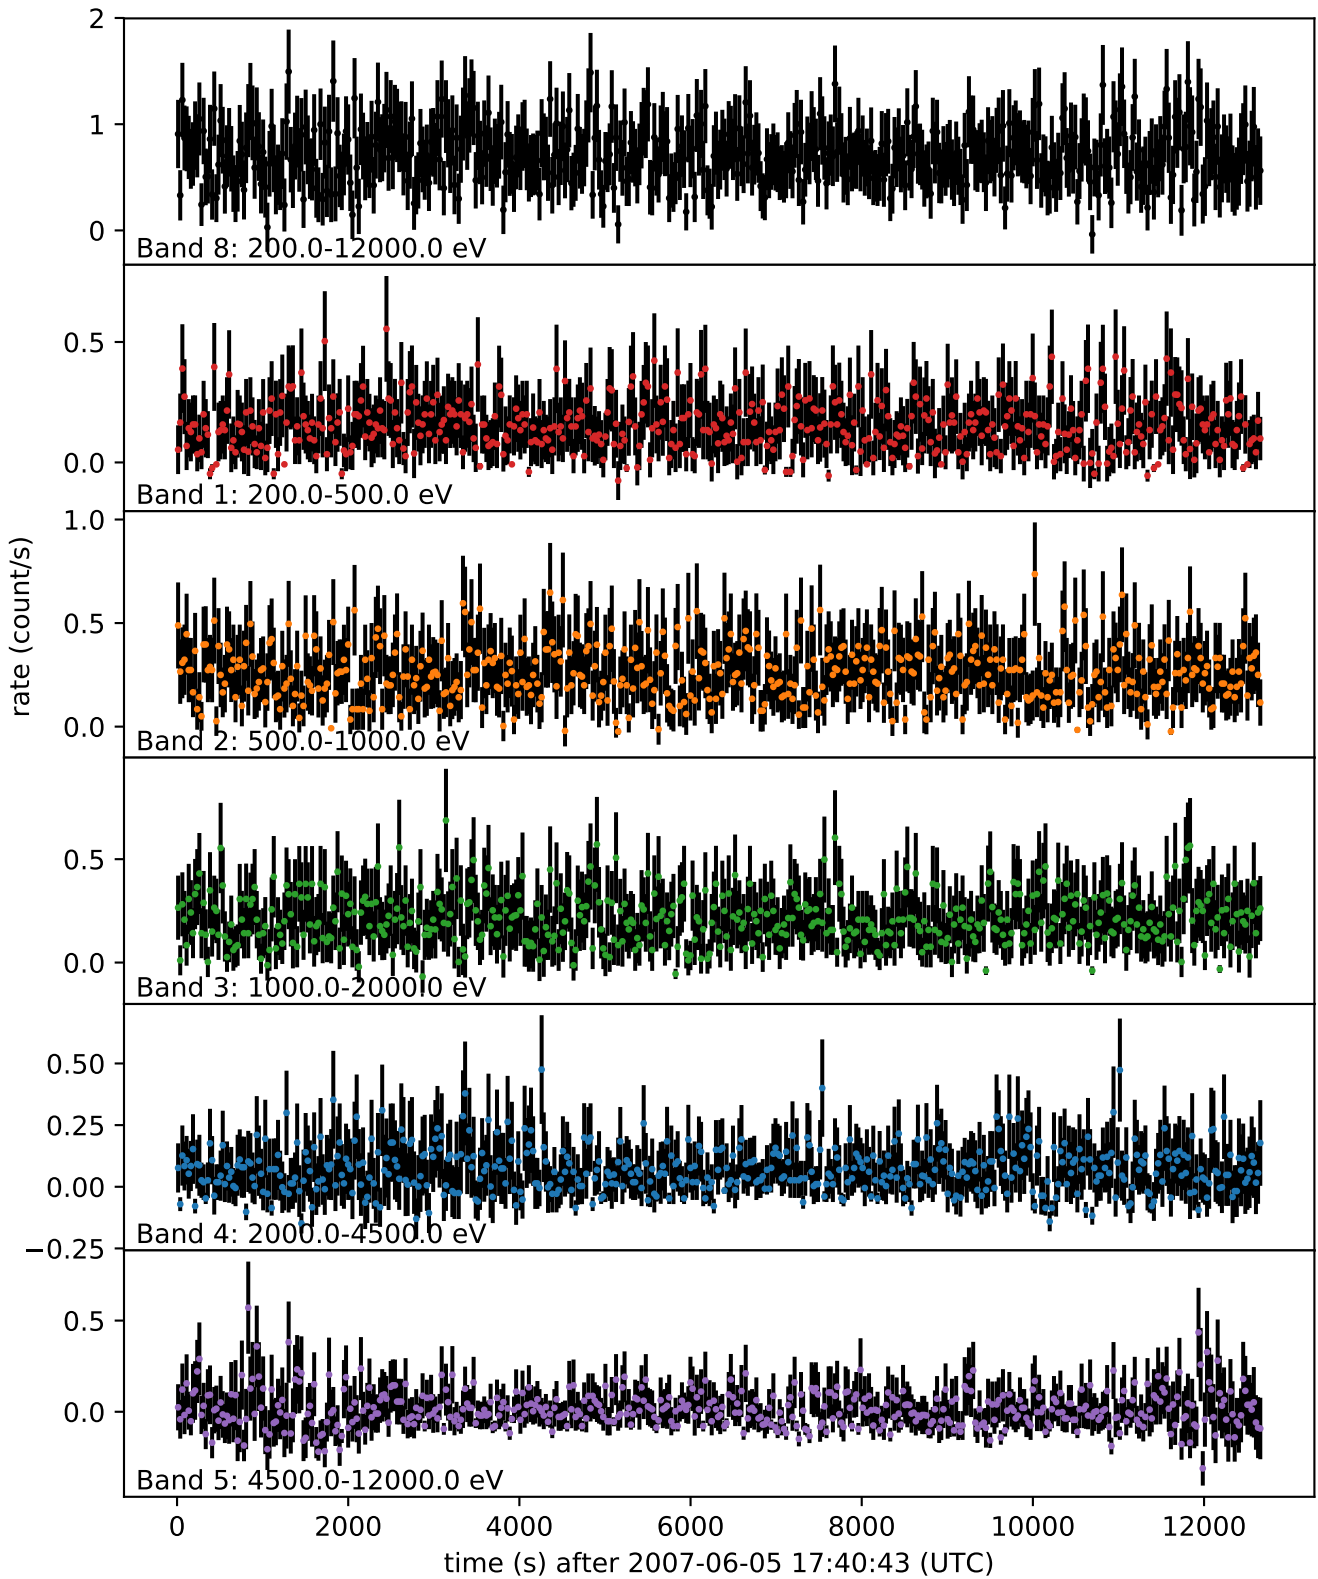 2
1
0
Band 8: 200.0-12000.0 eV
0.5
0.0
Band 1: 200.0-500.0 eV
1.0
0.5
0.0
Band 2: 500.0-1000.0 eV
rate (count/s)
0.5
0.0
Band 3: 1000.0-2000.0 eV
0.50
0.25
0.00
−0.25
Band 4: 2000.0-4500.0 eV
0.5
0.0
Band 5: 4500.0-12000.0 eV
0 2000 4000 6000 8000 10000 12000
time (s) after 2007-06-05 17:40:43 (UTC)